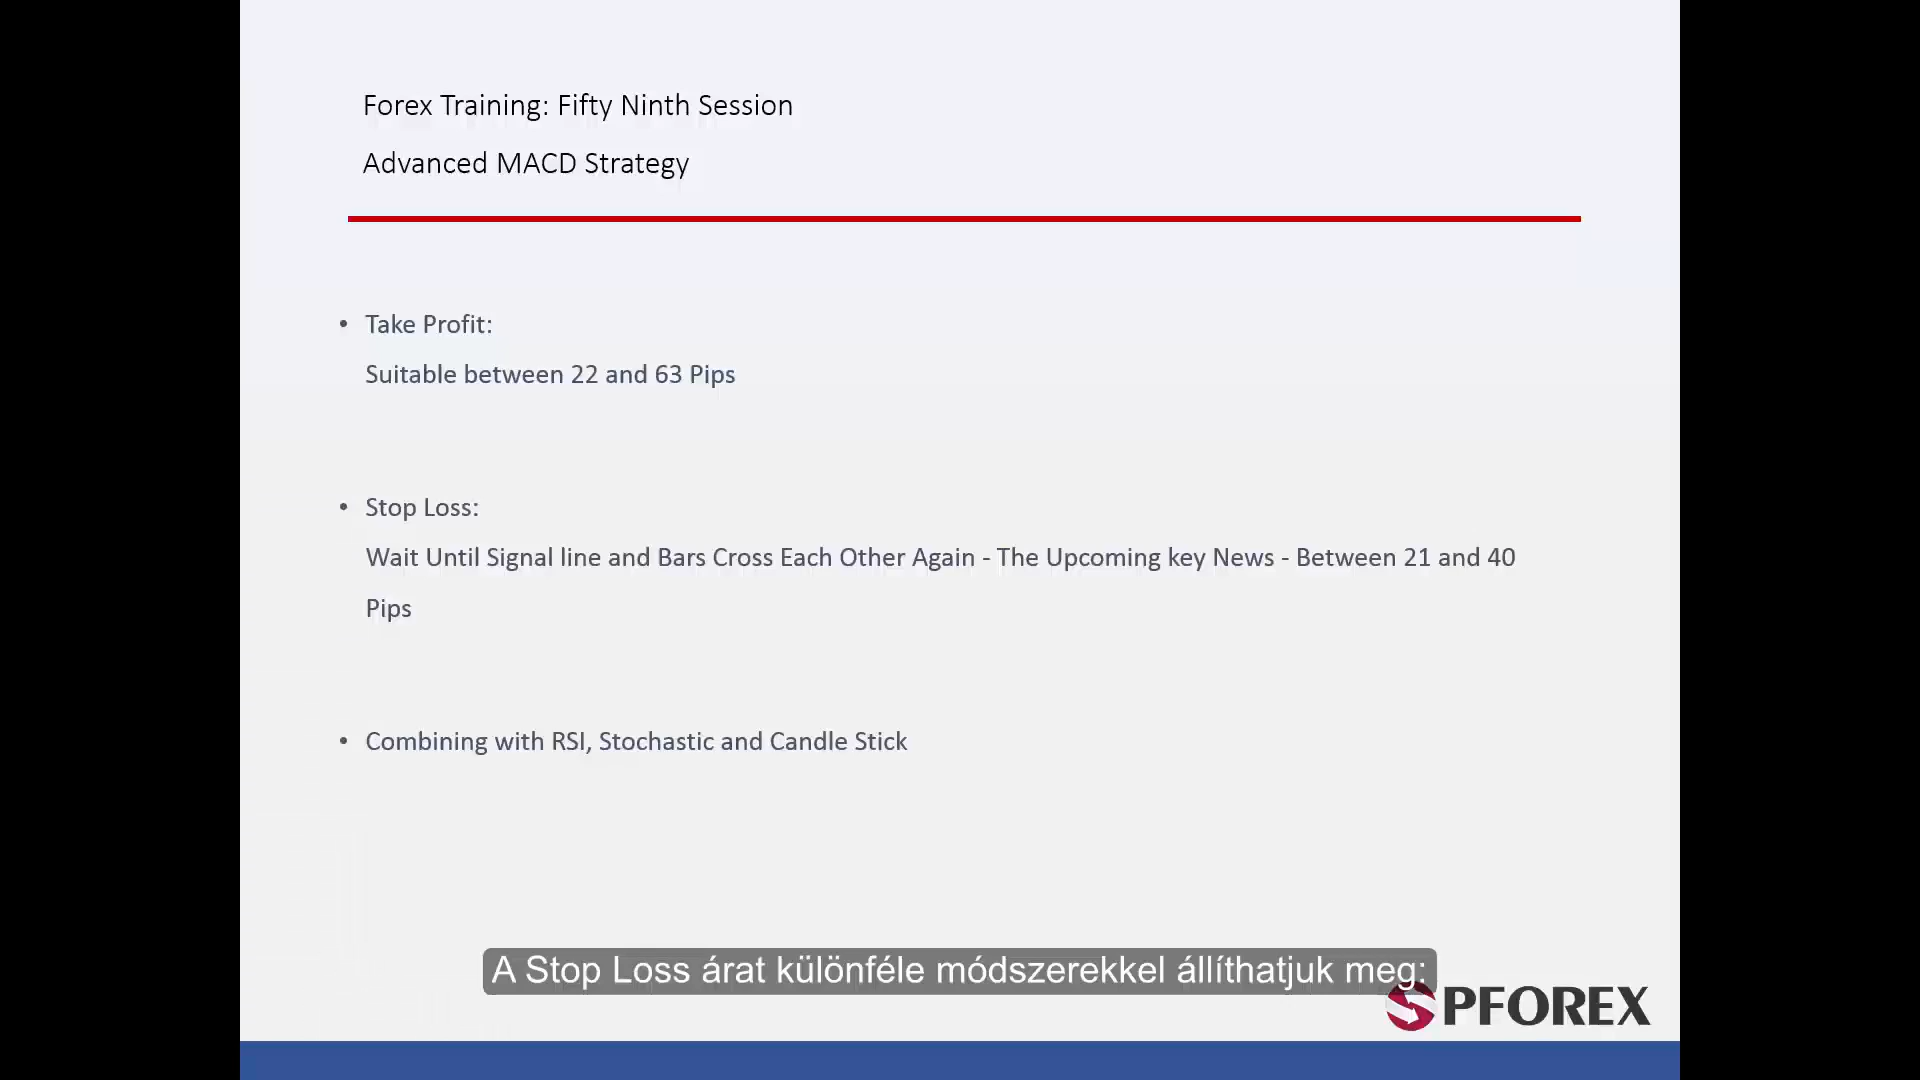 Forex Training: Fifty Ninth Session
Advanced MACD Strategy
• Take Profit:
Suitable between 22 and 63 Pips
• Stop Loss:
Wait Until Signal line and Bars Cross Each Other Again - The Upcoming key News - Between 21 and 40
Pips
• Combining with RSI, Stochastic and Candle Stick
A Stop Loss árat különféle módszerekkel állíthatjuk meg:
SPFOREX